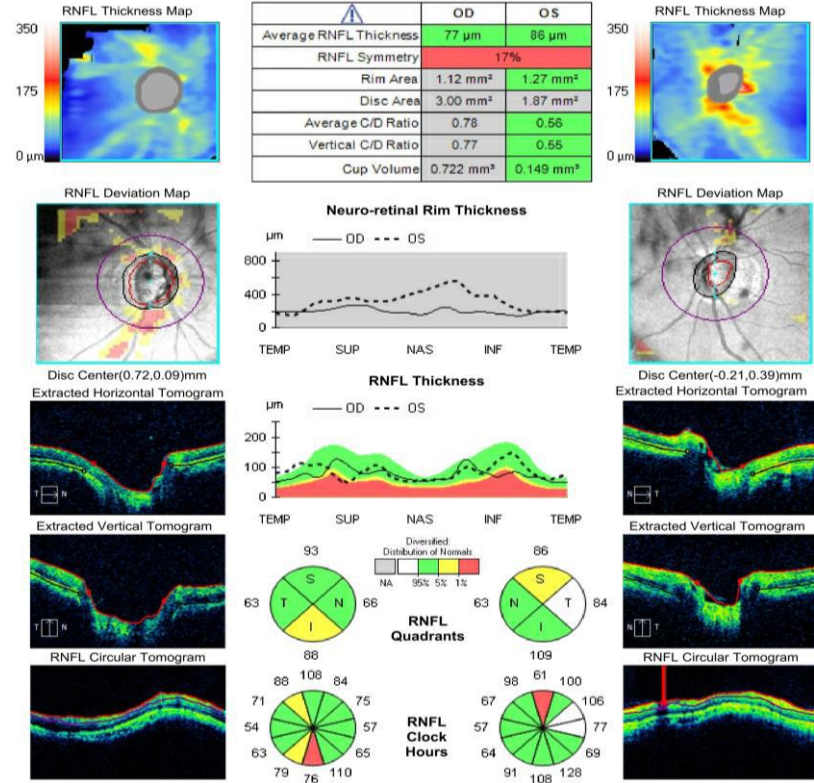 RNFL Thickness Map
350
175
0 µm
OD OS
Average RNFL Thickness 77 µm 86 µm
RNFL Symmetry 17%
Rim Area 1.12 mm² 1.27 mm²
Disc Area 3.00 mm² 1.87 mm²
Average C/D Ratio 0.78 0.56
Vertical C/D Ratio 0.77 0.55
Cup Volume 0.722 mm³ 0.149 mm³
RNFL Thickness Map
350
175
0 µm
RNFL Deviation Map
Disc Center(0.72,0.09)mm
Neuro-retinal Rim Thickness
µm OD OS
800
400
0
TEMP SUP NAS INF TEMP
RNFL Deviation Map
Disc Center(-0.21,0.39)mm
Extracted Horizontal Tomogram
T N
RNFL Thickness
µm OD OS
200
100
0
TEMP SUP NAS INF TEMP
Extracted Horizontal Tomogram
T N
Extracted Vertical Tomogram
T N
Diversified:
Distribution of Normals
NA 95% 5% 1%
93
S
63 T N 66
I
88
RNFL
Quadrants
86
S
63 N T 84
I
109
Extracted Vertical Tomogram
T N
RNFL Circular Tomogram
108
88 84
71 75
54 57
63 65
79 110
76
RNFL
Clock
Hours
61
98 100
67 106
57 77
64 69
91 128
108
RNFL Circular Tomogram